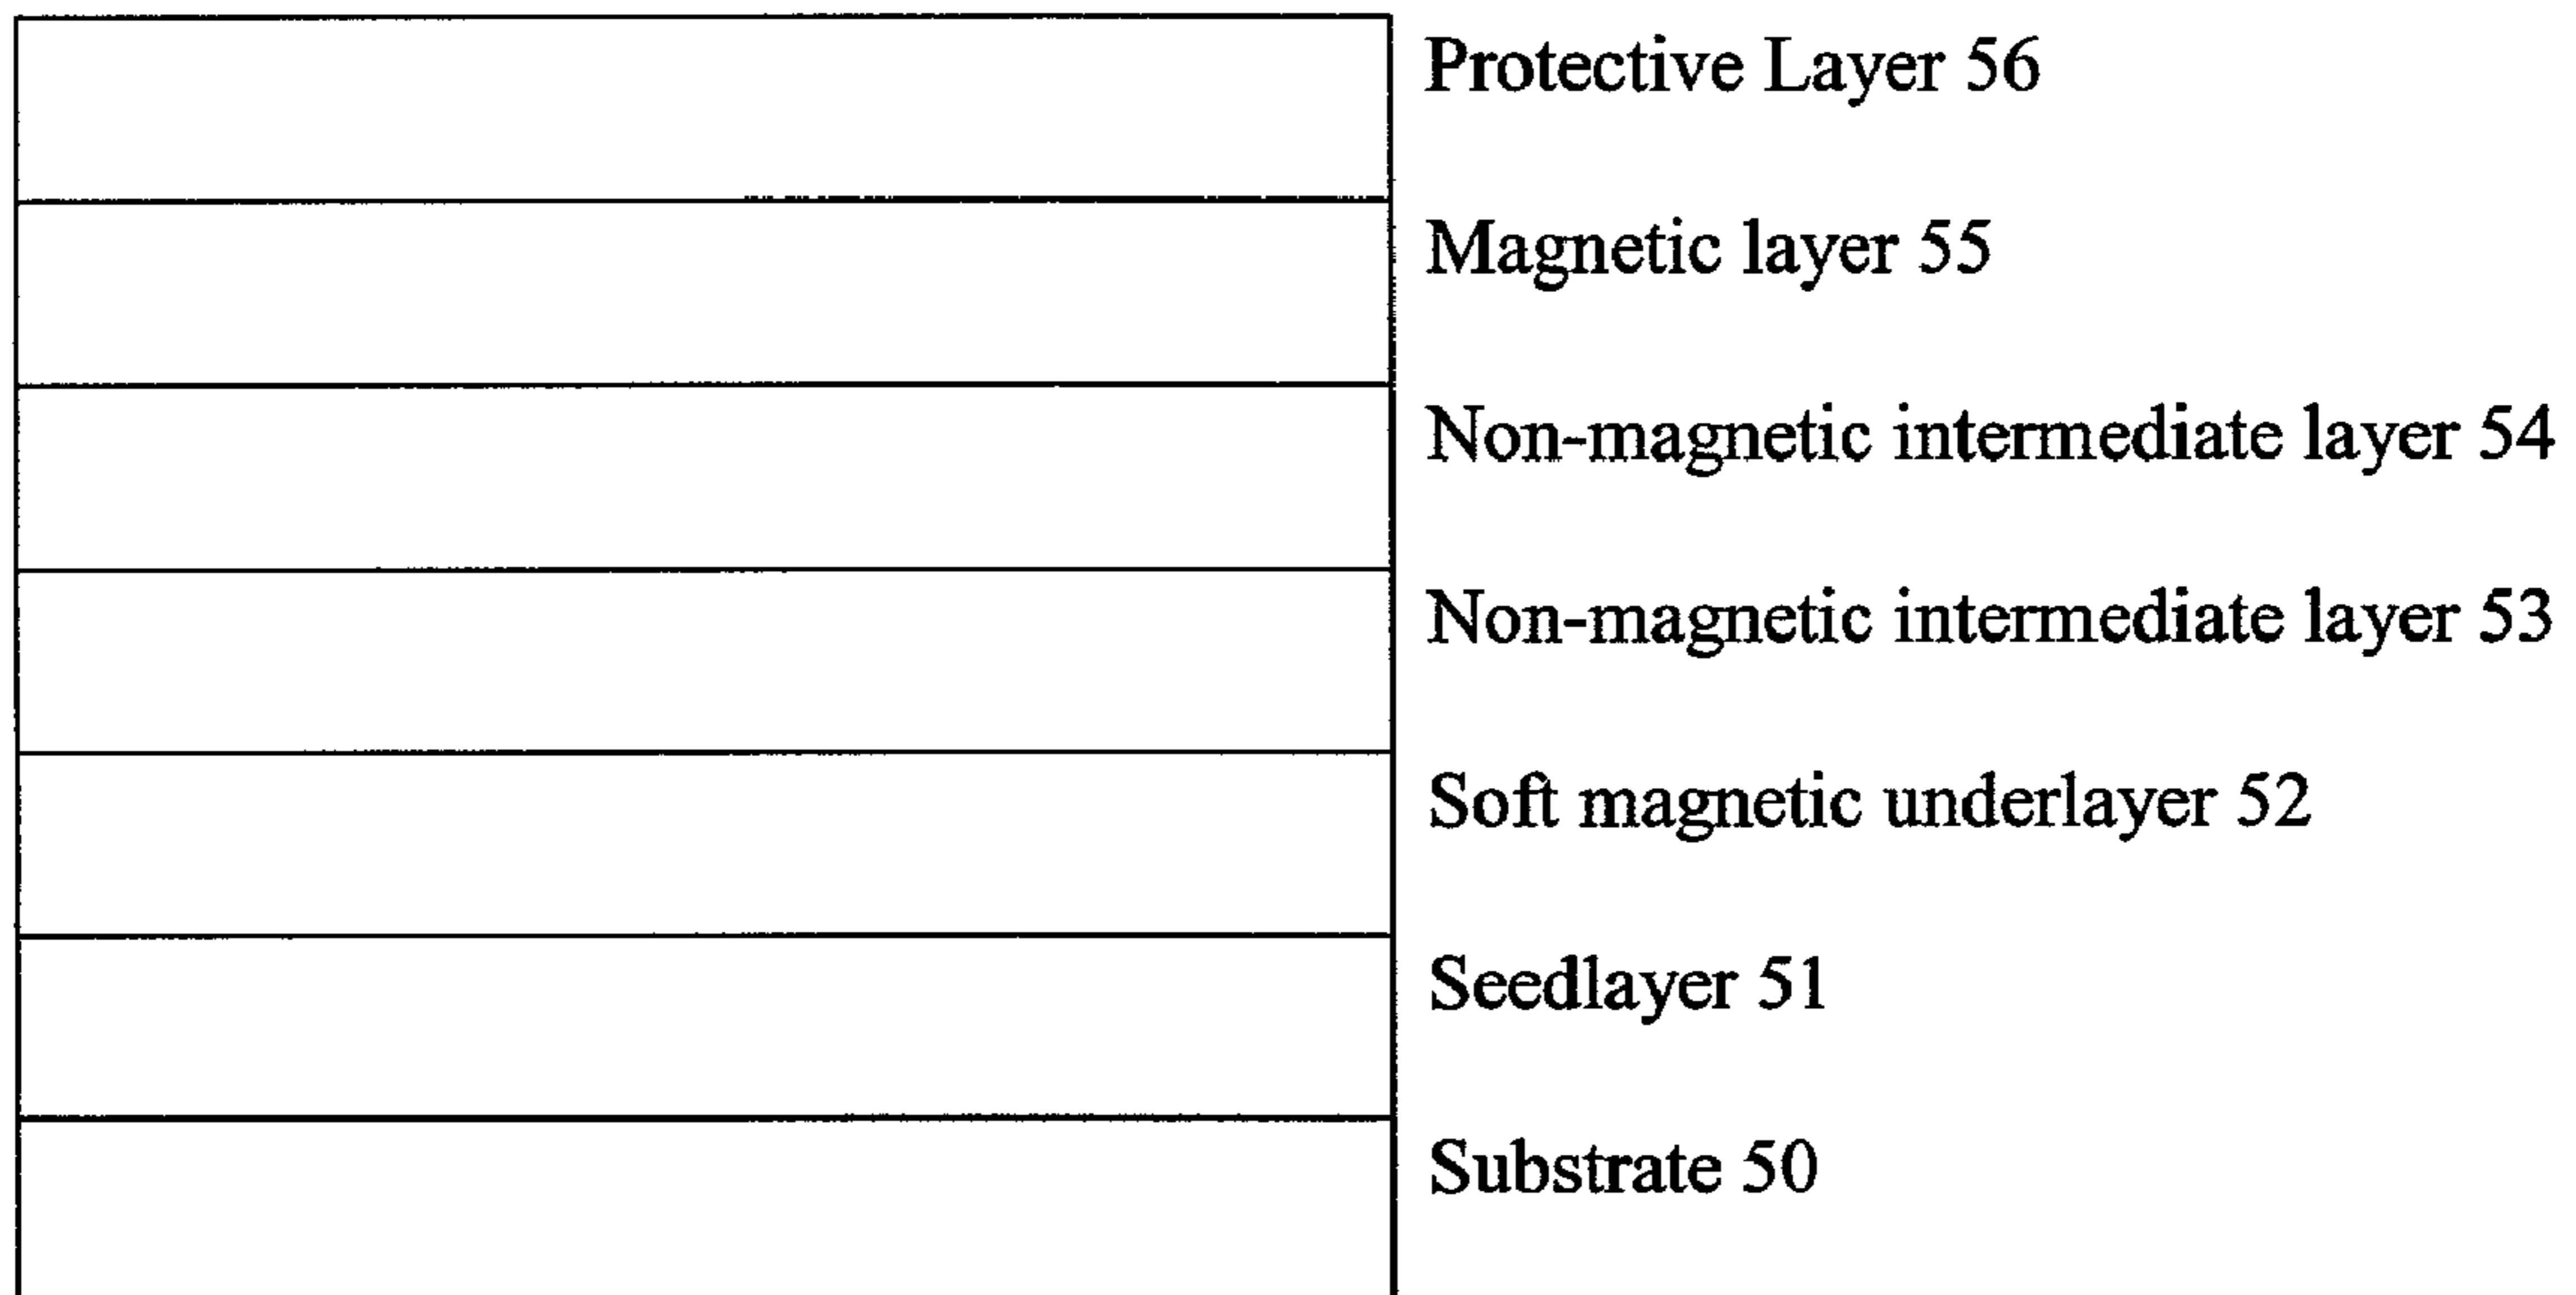 Protective Layer 56
Magnetic layer 55
Non-magnetic intermediate layer 54
Non-magnetic intermediate layer 53
Soft magnetic underlayer 52
Seedlayer 51
Substrate 50